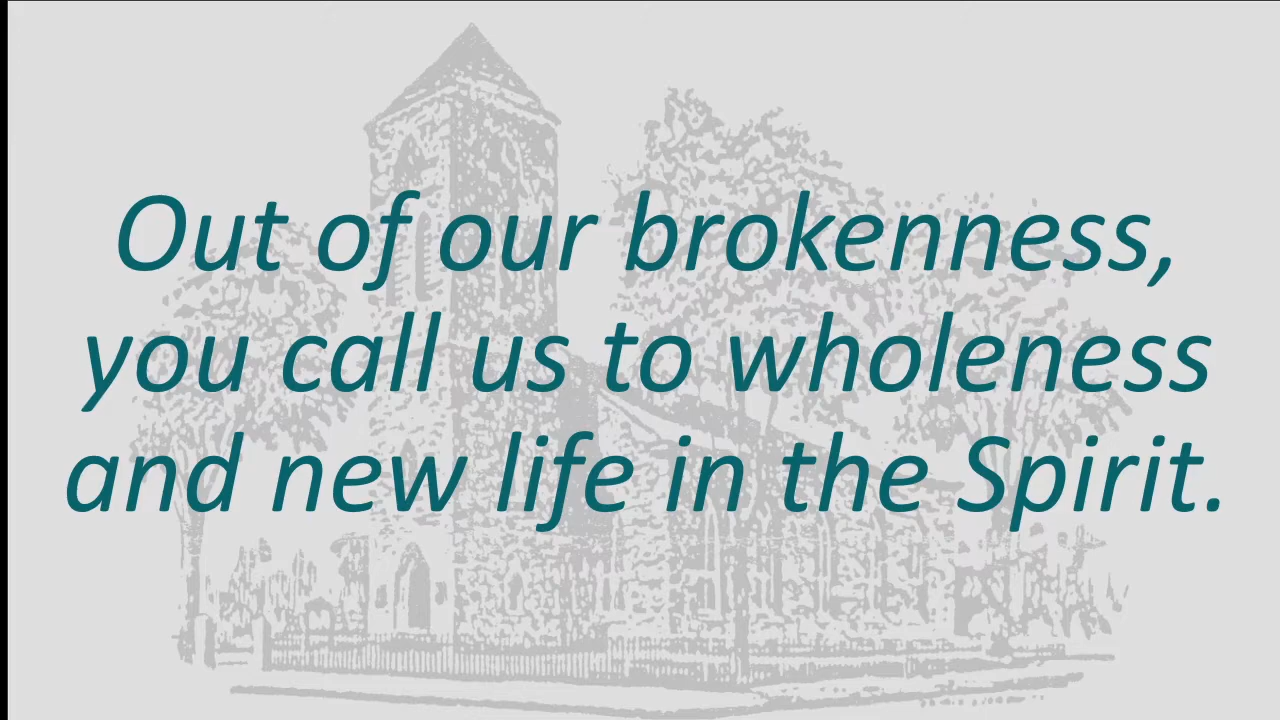 Out of our brokenness,
you call us to wholeness
and new life in the Spirit.